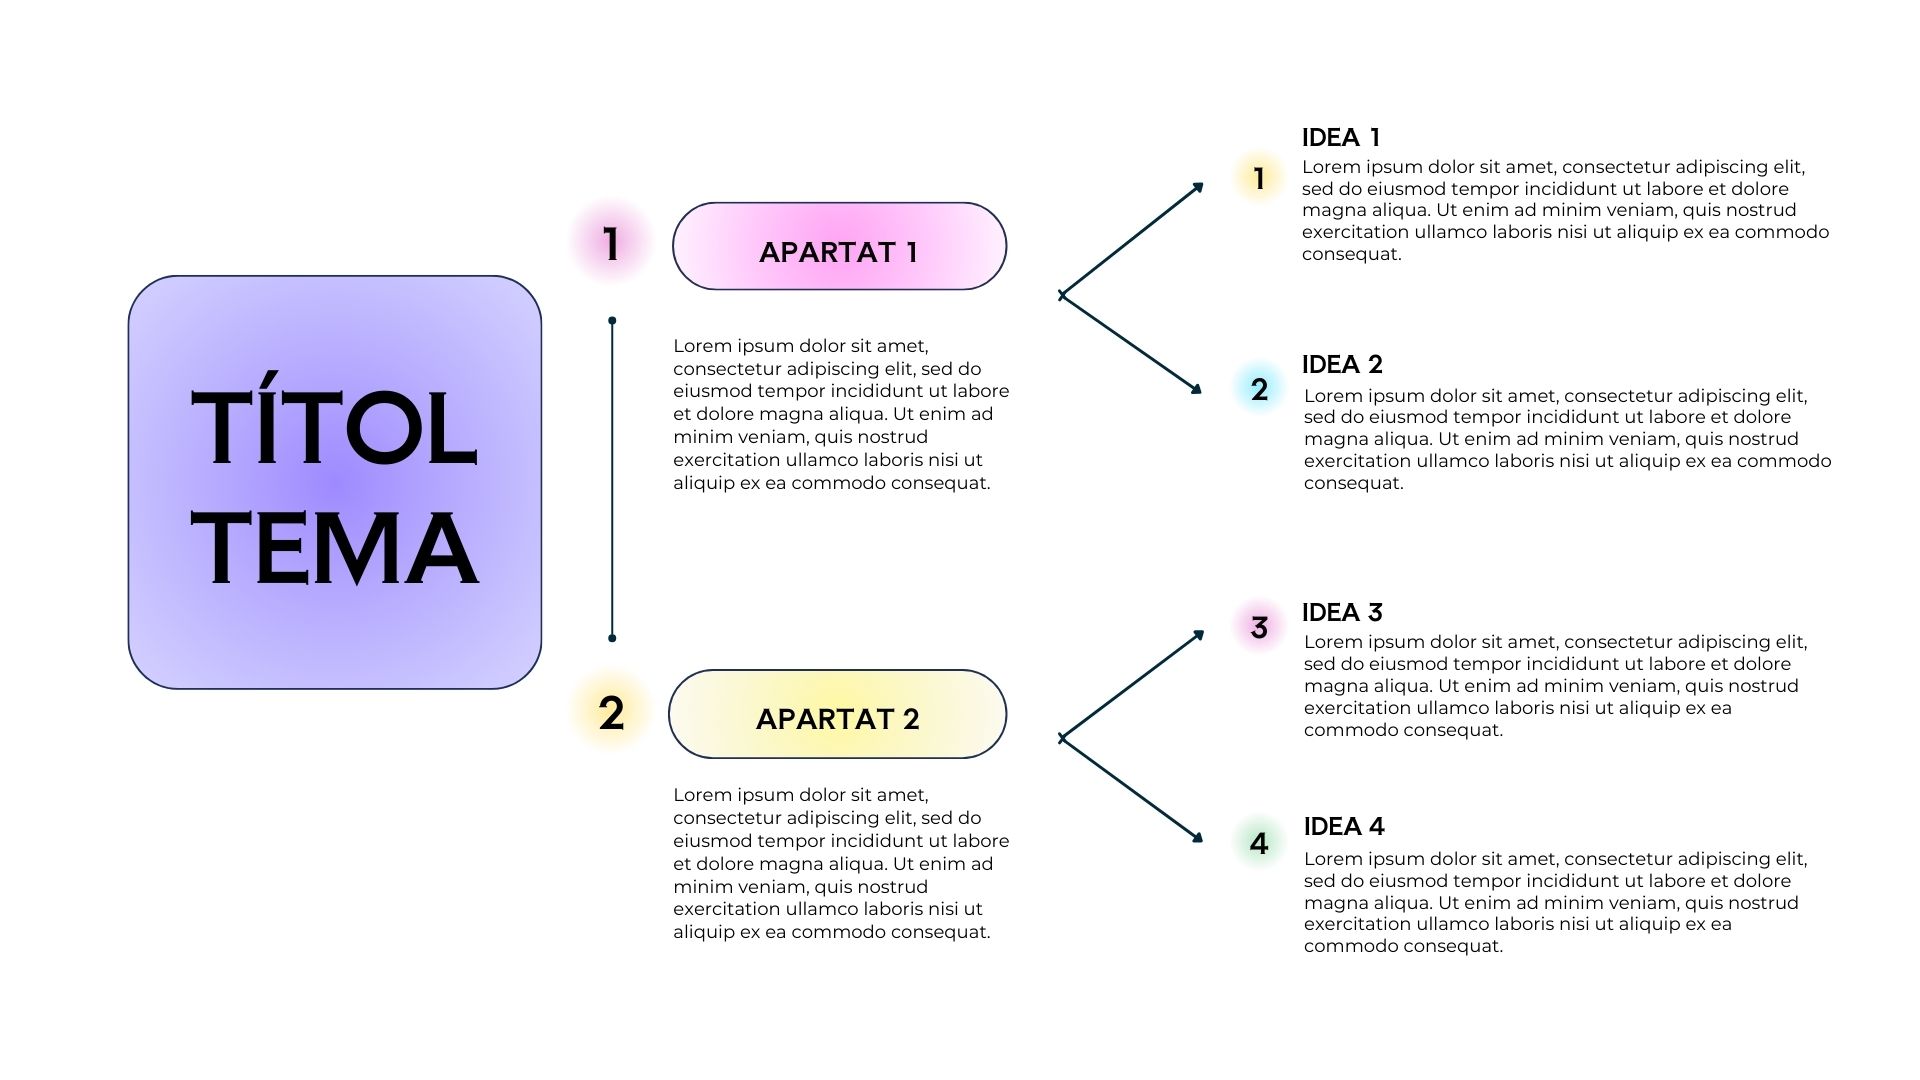 TÍTOL
TEMA
1
APARTAT 1
Lorem ipsum dolor sit amet,
consectetur adipiscing elit, sed do
eiusmod tempor incididunt ut labore
et dolore magna aliqua. Ut enim ad
minim veniam, quis nostrud
exercitation ullamco laboris nisi ut
aliquip ex ea commodo consequat.
1
IDEA 1
Lorem ipsum dolor sit amet, consectetur adipiscing elit,
sed do eiusmod tempor incididunt ut labore et dolore
magna aliqua. Ut enim ad minim veniam, quis nostrud
exercitation ullamco laboris nisi ut aliquip ex ea commodo
consequat.
2
IDEA 2
Lorem ipsum dolor sit amet, consectetur adipiscing elit,
sed do eiusmod tempor incididunt ut labore et dolore
magna aliqua. Ut enim ad minim veniam, quis nostrud
exercitation ullamco laboris nisi ut aliquip ex ea commodo
consequat.
2
APARTAT 2
Lorem ipsum dolor sit amet,
consectetur adipiscing elit, sed do
eiusmod tempor incididunt ut labore
et dolore magna aliqua. Ut enim ad
minim veniam, quis nostrud
exercitation ullamco laboris nisi ut
aliquip ex ea commodo consequat.
3
IDEA 3
Lorem ipsum dolor sit amet, consectetur adipiscing elit,
sed do eiusmod tempor incididunt ut labore et dolore
magna aliqua. Ut enim ad minim veniam, quis nostrud
exercitation ullamco laboris nisi ut aliquip ex ea
commodo consequat.
4
IDEA 4
Lorem ipsum dolor sit amet, consectetur adipiscing elit,
sed do eiusmod tempor incididunt ut labore et dolore
magna aliqua. Ut enim ad minim veniam, quis nostrud
exercitation ullamco laboris nisi ut aliquip ex ea
commodo consequat.